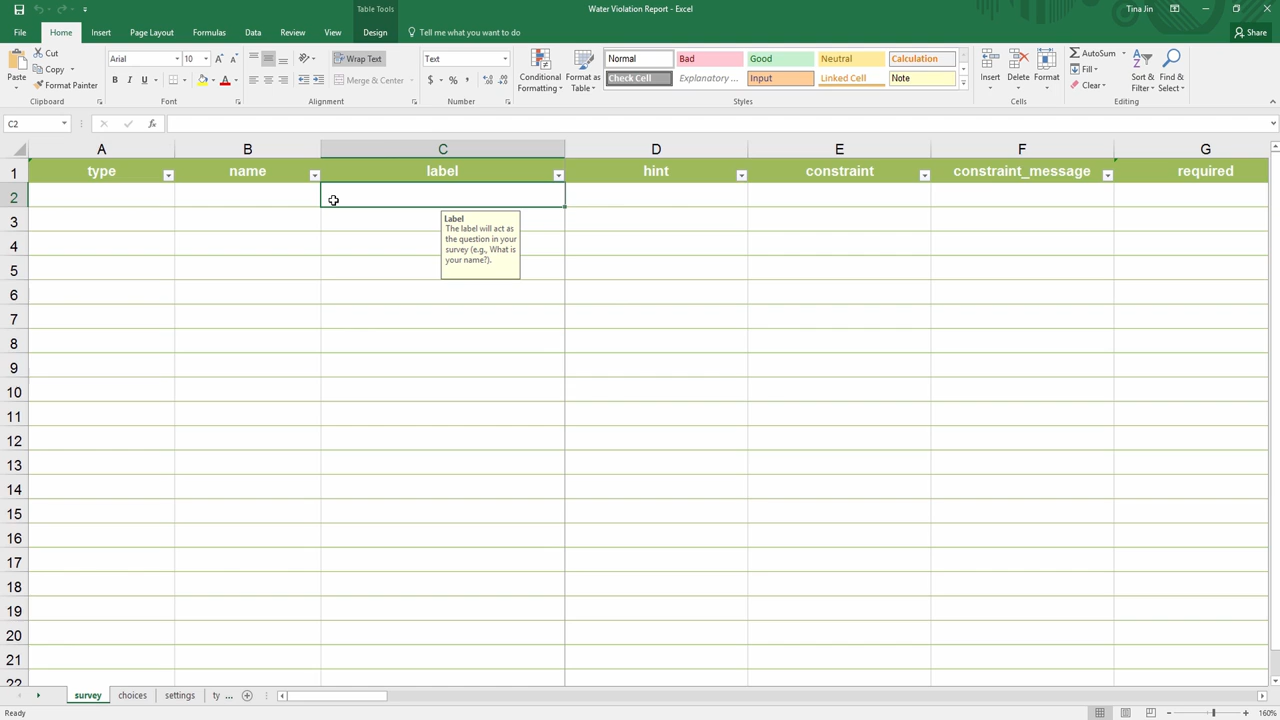 Table Tools
Water Violation Report - Excel
Tina Jin
File
Home
Insert
Page Layout
Formulas
Data
Review
View
Design
Tell me what you want to do
Share
Paste
Cut
Copy
Format Painter
Clipboard
Arial
10
B I U
A
Font
Wrap Text
Merge & Center
Alignment
Text
$ % ,
Number
Conditional
Formatting
Format as
Table
Normal
Bad
Good
Neutral
Calculation
Check Cell
Explanatory ...
Input
Linked Cell
Note
Styles
Insert
Delete
Format
Cells
AutoSum
Fill
Clear
Sort &
Filter
Find &
Select
Editing
C2
fx
A B C D E F G
1 type name label hint constraint constraint_message required
2
3
4
5
6
7
8
9
10
11
12
13
14
15
16
17
18
19
20
21
22
Label
The label will act as
the question in your
survey (e.g., What is
your name?).
survey
choices
settings
ty ...
Ready
160%